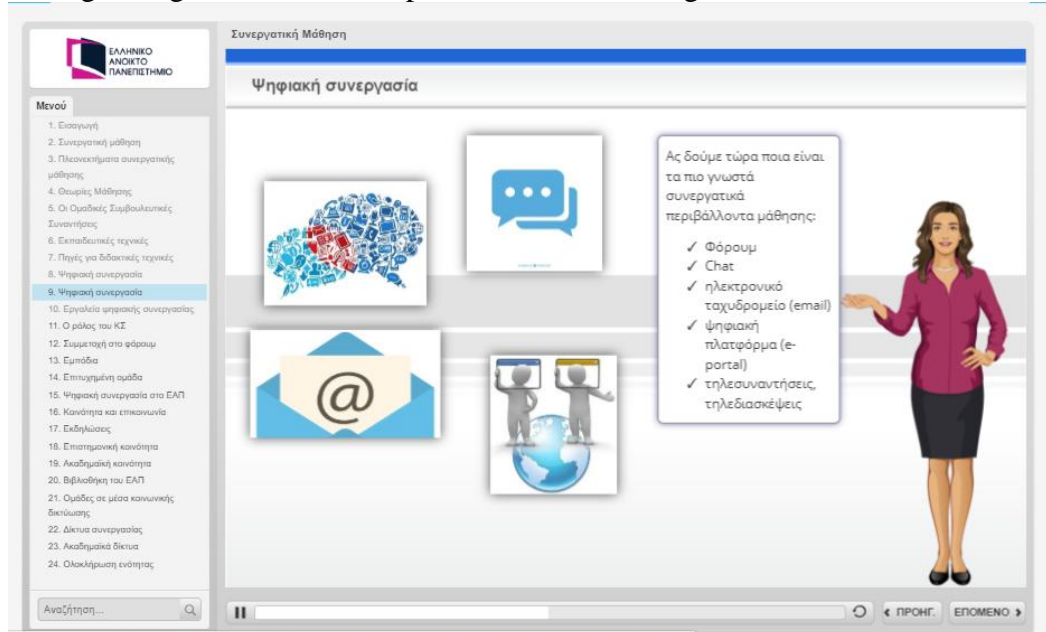 ΕΛΛΗΝΙΚΟ
ΑΝΟΙΚΤΟ
ΠΑΝΕΠΙΣΤΗΜΙΟ
Μενού
1. Εισαγωγή
2. Συνεργατική μάθηση
3. Πλεονεκτήματα συνεργατικής
μάθησης
4. Θεωρίες Μάθησης
5. Οι Ομαδικές Συμβουλευτικές
Συναντήσεις
6. Εκπαιδευτικές τεχνικές
7. Πηγές για διδακτικές τεχνικές
8. Ψηφιακή συνεργασία
9. Ψηφιακή συνεργασία
10. Εργαλεία ψηφιακής συνεργασίας
11. Ο ρόλος του ΚΣ
12. Συμμετοχή στο φόρουμ
13. Εμπόδια
14. Επιτυχημένη ομάδα
15. Ψηφιακή συνεργασία στο ΕΑΠ
16. Κοινότητα και επικοινωνία
17. Εκδηλώσεις
18. Επιστημονική κοινότητα
19. Ακαδημαϊκή κοινότητα
20. Βιβλιοθήκη του ΕΑΠ
21. Ομάδες σε μέσα κοινωνικής
δικτύωσης
22. Δίκτυα συνεργασίας
23. Ακαδημαϊκά δίκτυα
24. Ολοκλήρωση ενότητας
Αναζήτηση...
Συνεργατική Μάθηση
Ψηφιακή συνεργασία
@
Ας δούμε τώρα ποια είναι
τα πιο γνωστά
συνεργατικά
περιβάλλοντα μάθησης:
✓ Φόρουμ
✓ Chat
✓ ηλεκτρονικό
ταχυδρομείο (email)
✓ ψηφιακή
πλατφόρμα (e-
portal)
✓ τηλεσυναντήσεις,
τηλεδιασκέψεις
ΠΡΟΗΓ.
ΕΠΟΜΕΝΟ